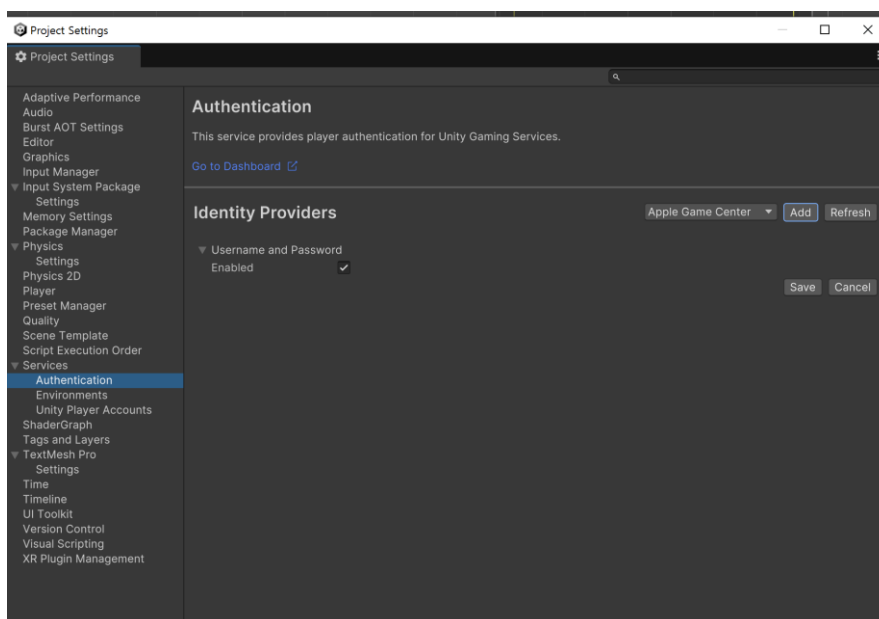 Project Settings
Project Settings
Adaptive Performance
Audio
Burst AOT Settings
Editor
Graphics
Input Manager
Input System Package
Settings
Memory Settings
Package Manager
Physics
Settings
Physics 2D
Player
Preset Manager
Quality
Scene Template
Script Execution Order
Services
Authentication
Environments
Unity Player Accounts
ShaderGraph
Tags and Layers
TextMesh Pro
Settings
Time
Timeline
UI Toolkit
Version Control
Visual Scripting
XR Plugin Management
Authentication
This service provides player authentication for Unity Gaming Services.
Go to Dashboard
Identity Providers Apple Game Center Add Refresh
Username and Password
Enabled
Save Cancel